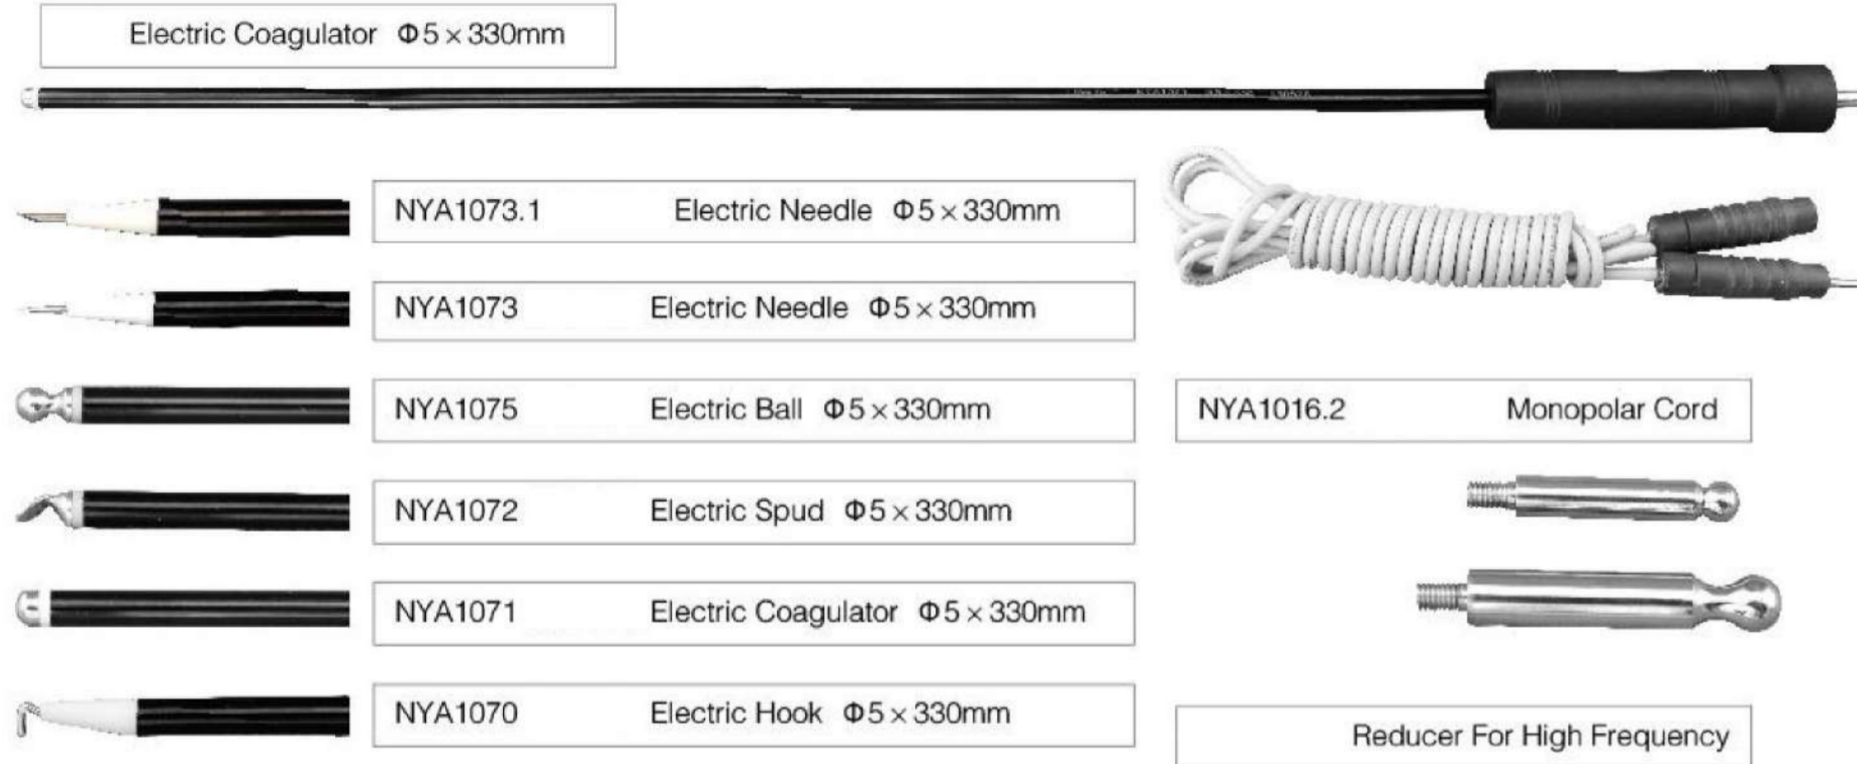 Electric Coagulator Φ5×330mm
NYA1073.1 Electric Needle Φ5×330mm
NYA1073 Electric Needle Φ5×330mm
NYA1075 Electric Ball Φ5×330mm
NYA1016.2 Monopolar Cord
NYA1072 Electric Spud Φ5×330mm
NYA1071 Electric Coagulator Φ5×330mm
NYA1070 Electric Hook Φ5×330mm
Reducer For High Frequency